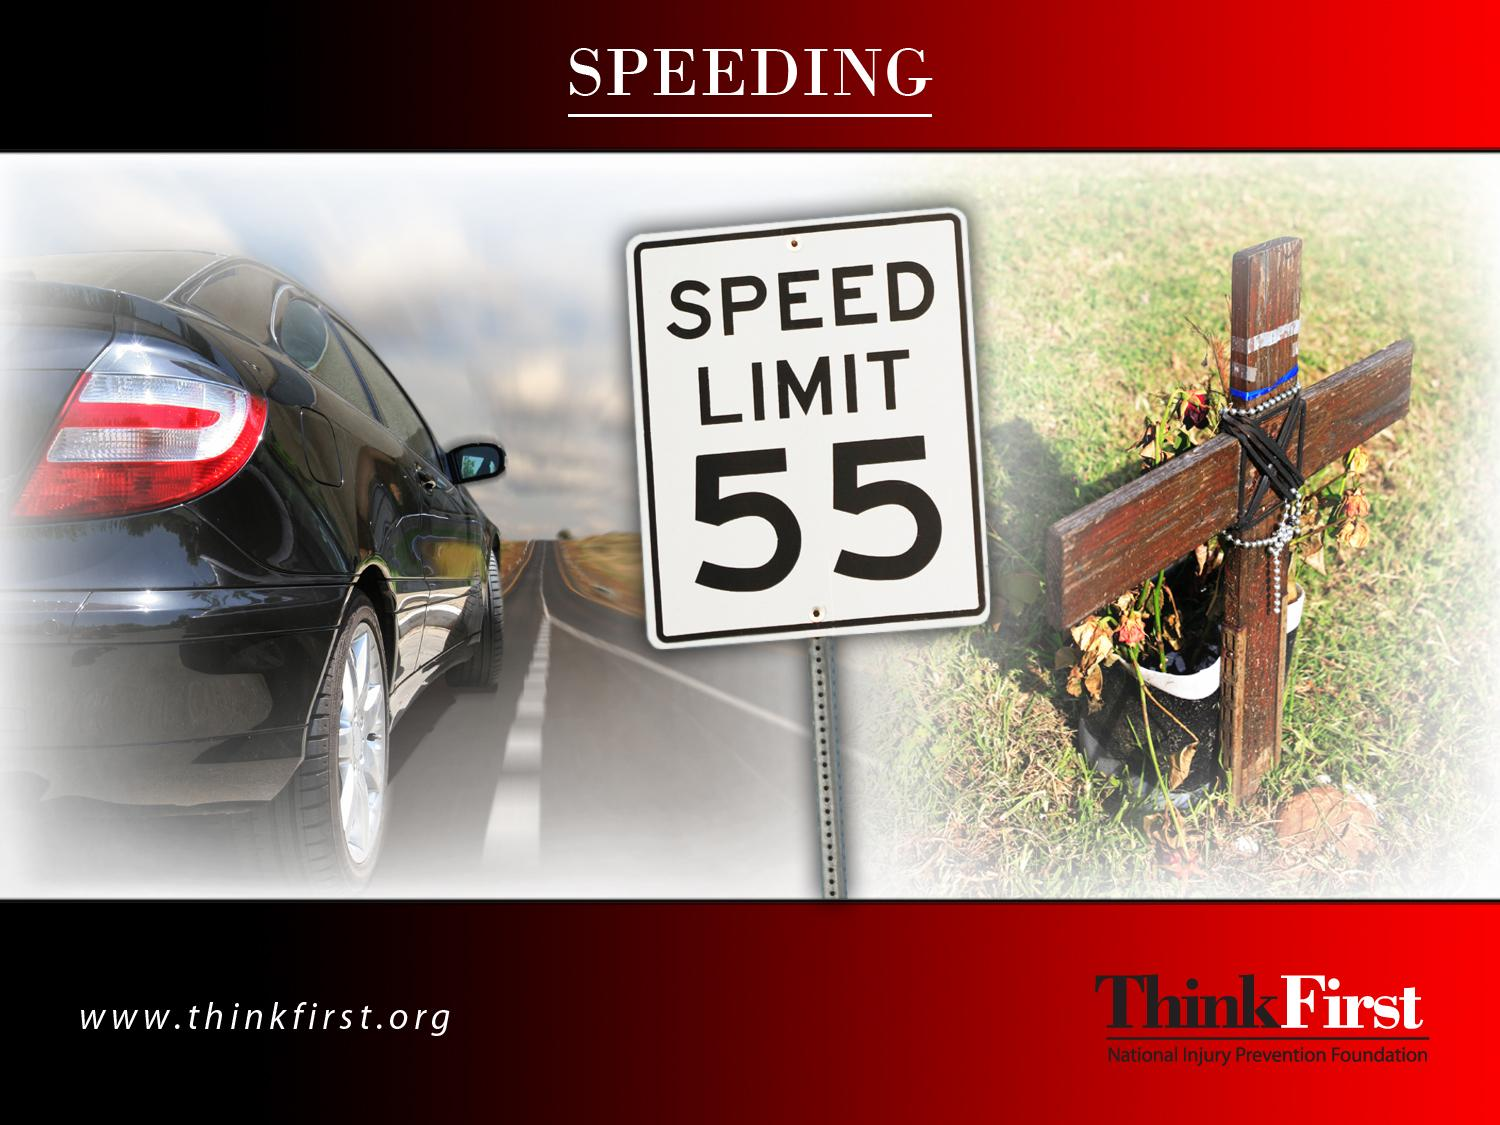 SPEEDING
SPEED
LIMIT
55
www.thinkfirst.org
ThinkFirst
National Injury Prevention Foundation